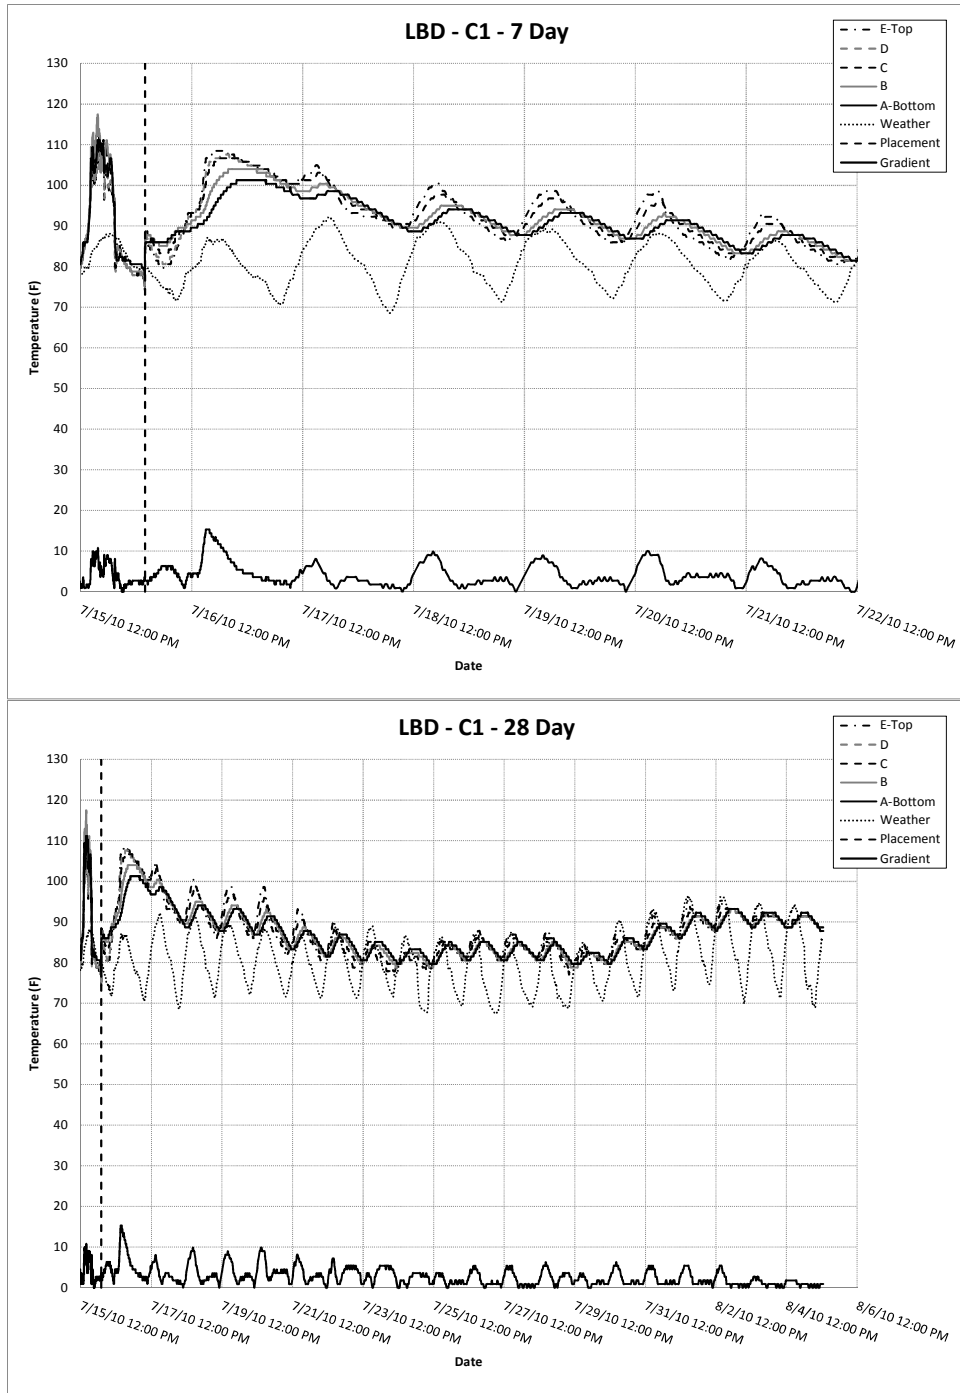 LBD - C1 - 7 Day
E-Top
D
C
B
A-Bottom
Weather
Placement
Gradient
130
120
110
100
90
80
70
60
50
40
30
20
10
0
Temperature (F)
7/15/10 12:00 PM
7/16/10 12:00 PM
7/17/10 12:00 PM
7/18/10 12:00 PM
7/19/10 12:00 PM
7/20/10 12:00 PM
7/21/10 12:00 PM
7/22/10 12:00 PM
Date
LBD - C1 - 28 Day
E-Top
D
C
B
A-Bottom
Weather
Placement
Gradient
130
120
110
100
90
80
70
60
50
40
30
20
10
0
Temperature (F)
7/15/10 12:00 PM
7/17/10 12:00 PM
7/19/10 12:00 PM
7/21/10 12:00 PM
7/23/10 12:00 PM
7/25/10 12:00 PM
7/27/10 12:00 PM
7/29/10 12:00 PM
7/31/10 12:00 PM
8/2/10 12:00 PM
8/4/10 12:00 PM
8/6/10 12:00 PM
Date